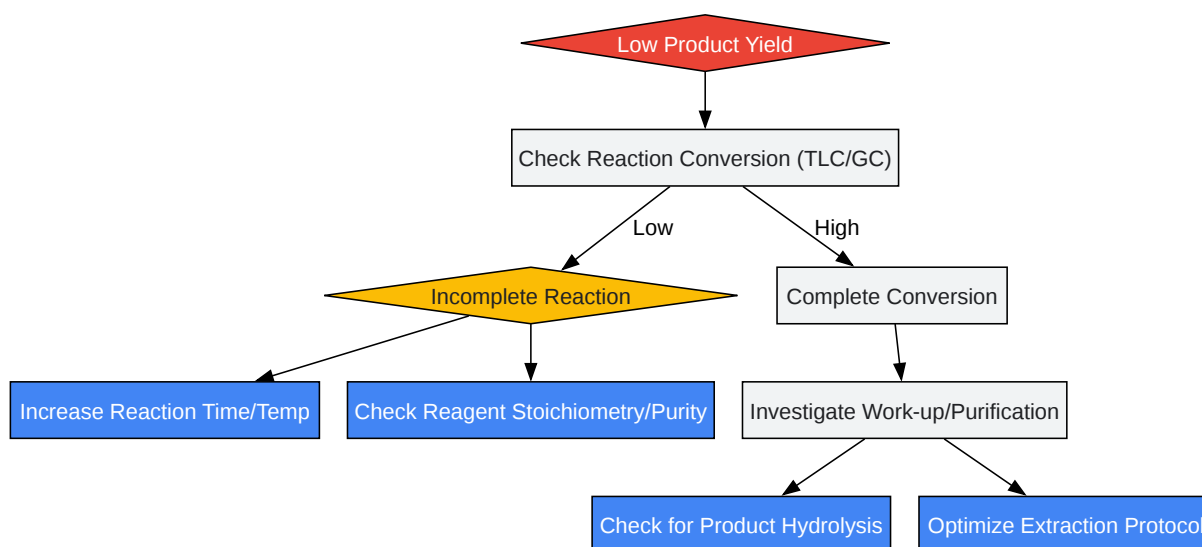 Low Product Yield
Check Reaction Conversion (TLC/GC)
Low
High
Incomplete Reaction
Complete Conversion
Increase Reaction Time/Temp
Check Reagent Stoichiometry/Purity
Investigate Work-up/Purification
Check for Product Hydrolysis
Optimize Extraction Protocol